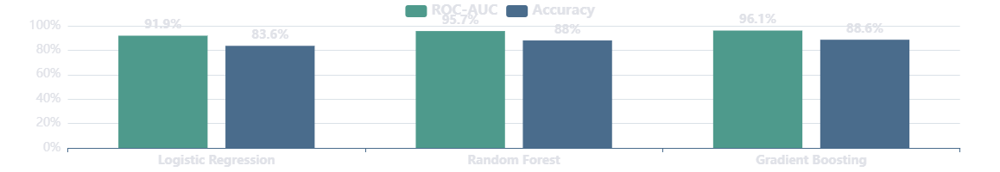 ROC-AUC Accuracy
95.7% 96.1%
91.9% 83.6% 88% 88.6%
100%
80%
60%
40%
20%
0%
Logistic Regression Random Forest Gradient Boosting